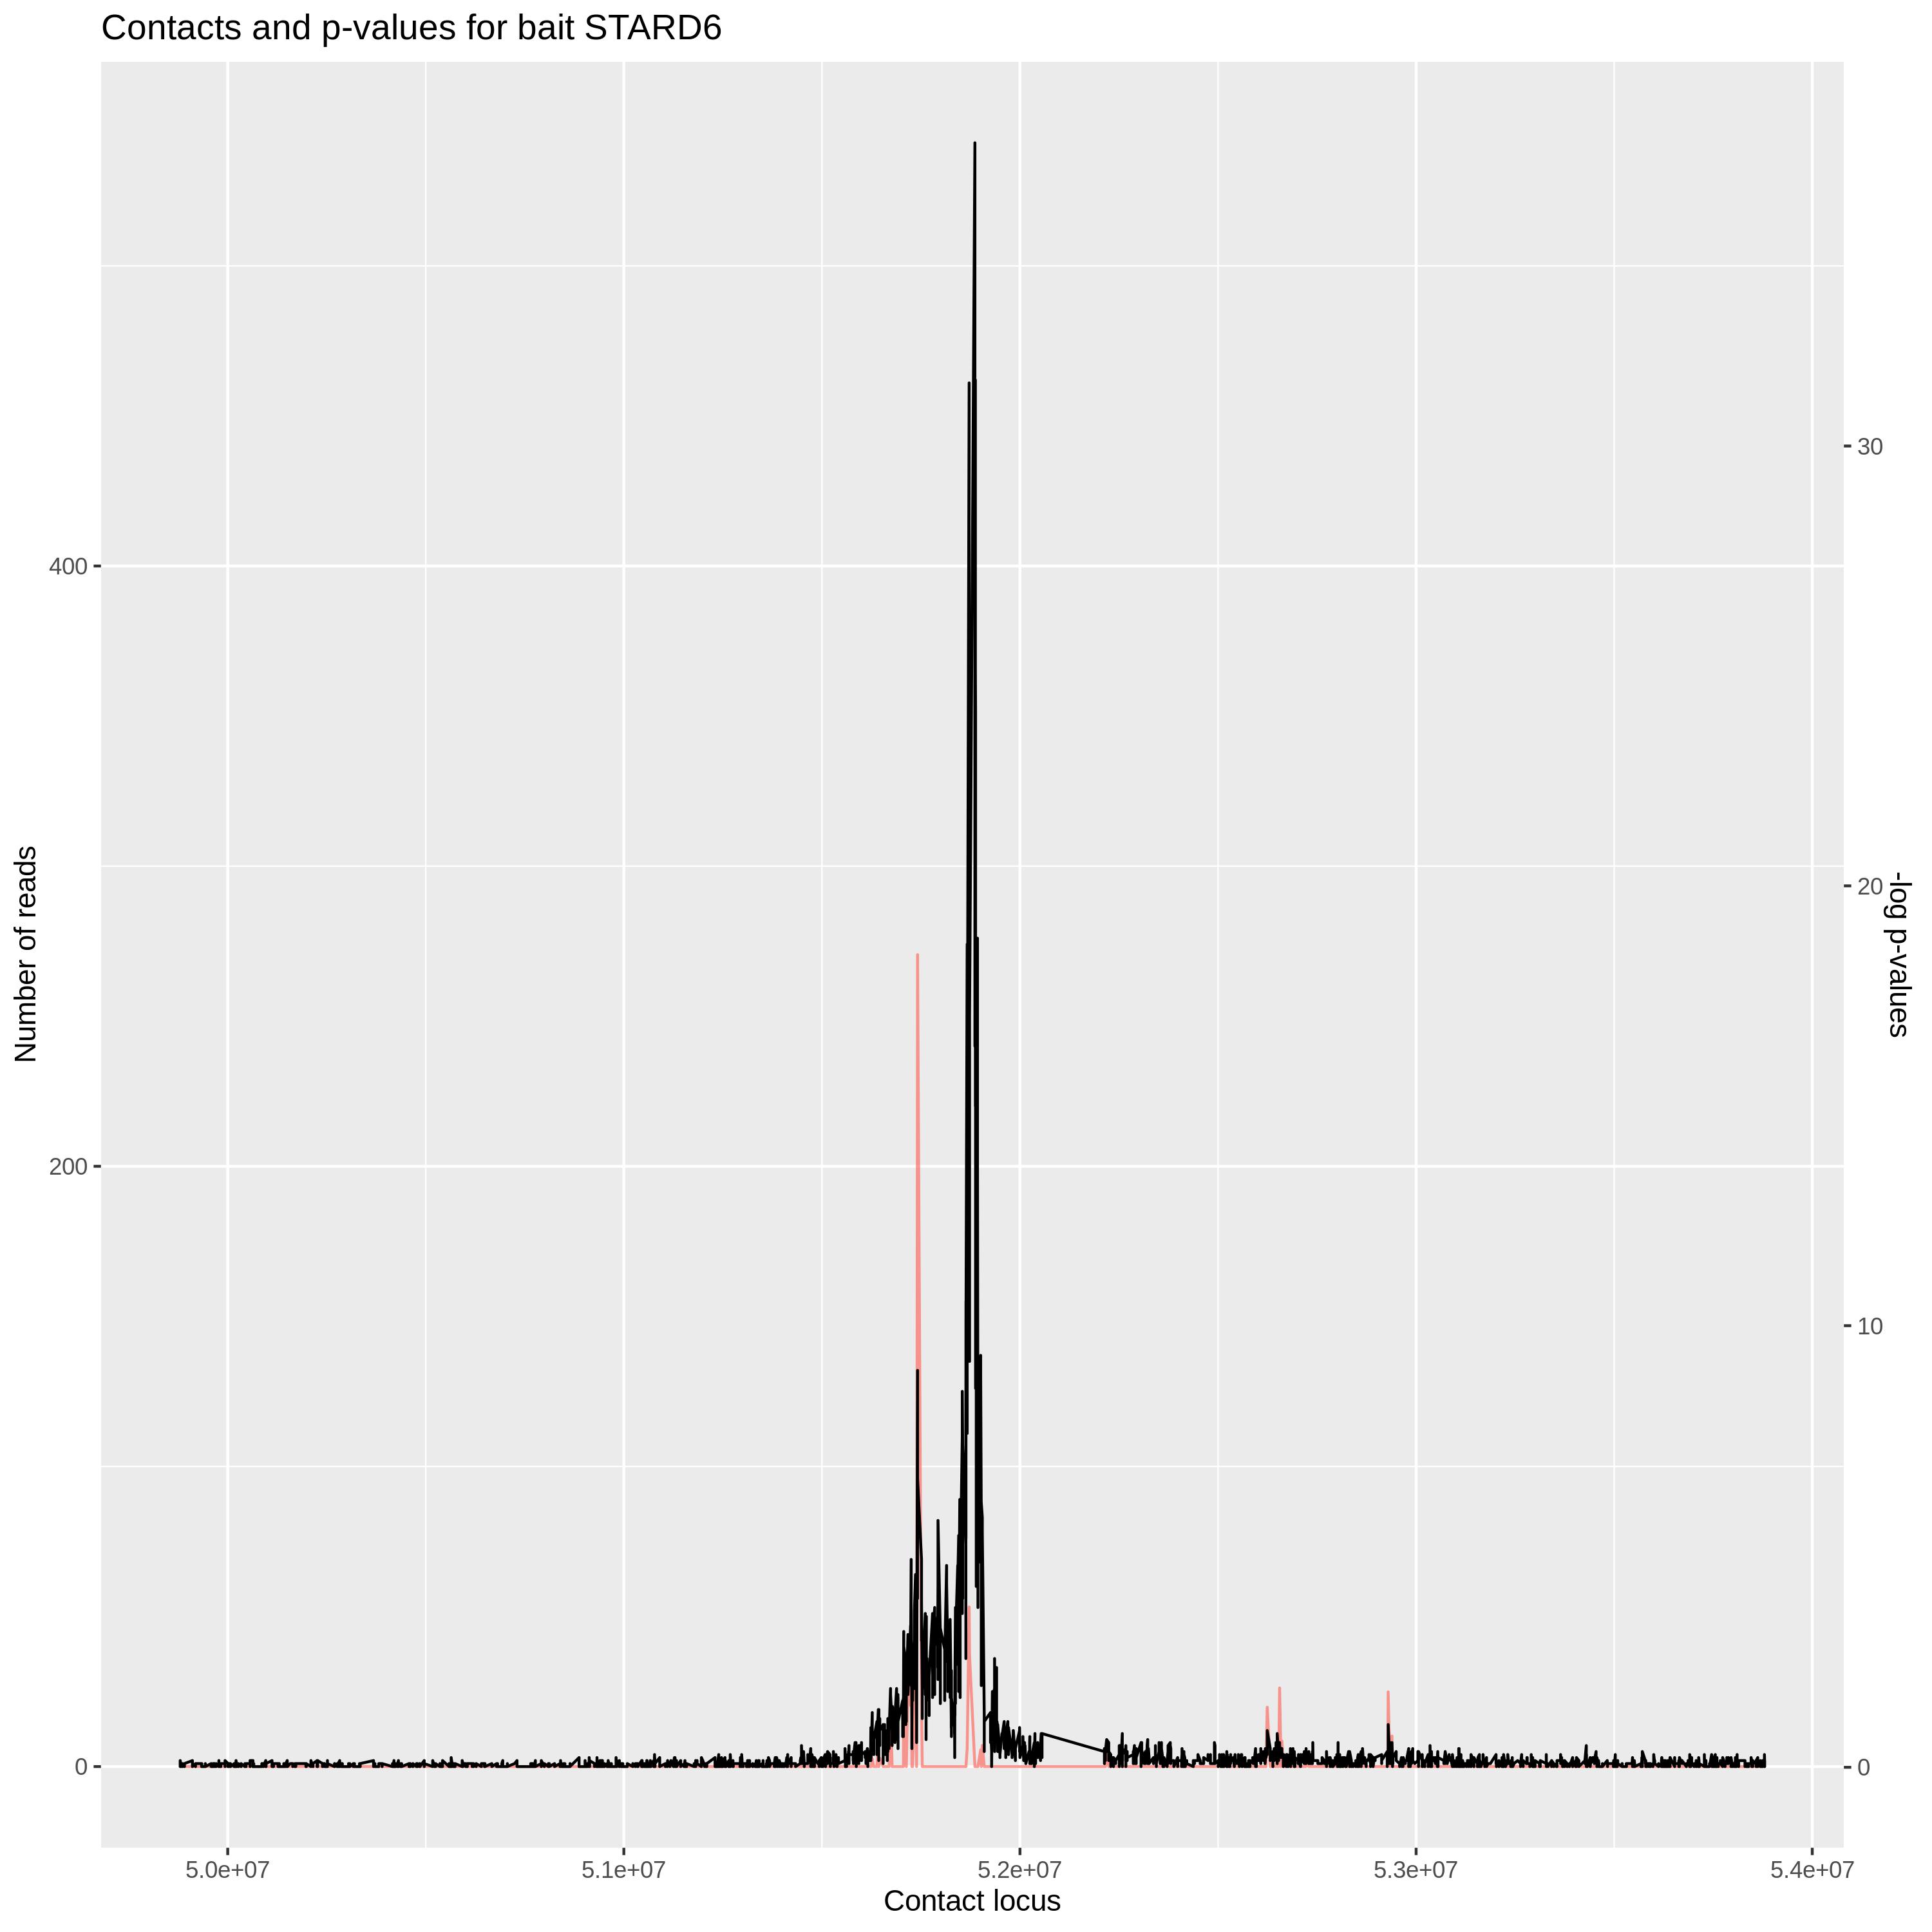 Contacts and p-values for bait STARD6
400
200
0
Number of reads
30
20
10
0
-log p-values
5.0e+07
5.1e+07
5.2e+07
5.3e+07
5.4e+07
Contact locus